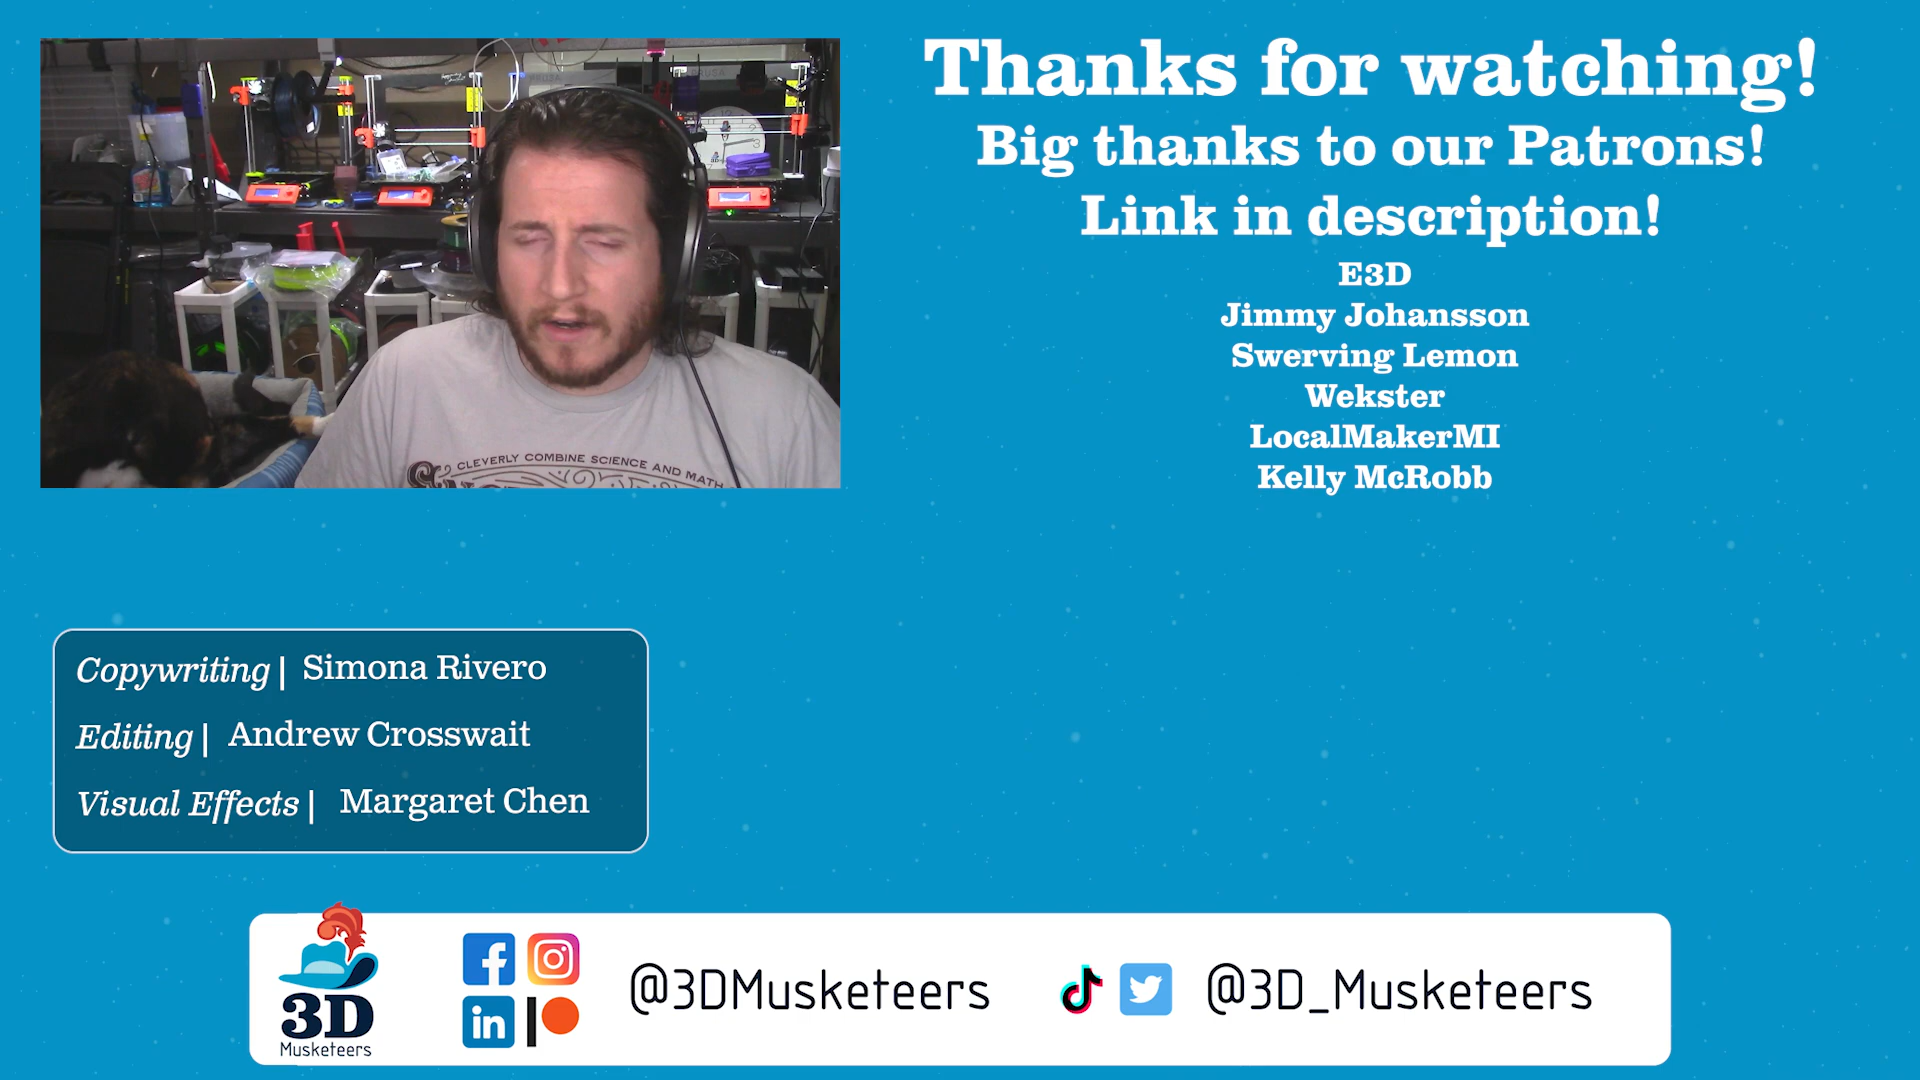 Thanks for watching!
Big thanks to our Patrons!
Link in description!
E3D
Jimmy Johansson
Swerving Lemon
Wekster
LocalMakerMI
Kelly McRobb
CLEVERLY COMBINE SCIENCE AND MATH
Copywriting | Simona Rivero
Editing | Andrew Crosswait
Visual Effects | Margaret Chen
3D
Musketeers
@3DMusketeers
@3D_Musketeers